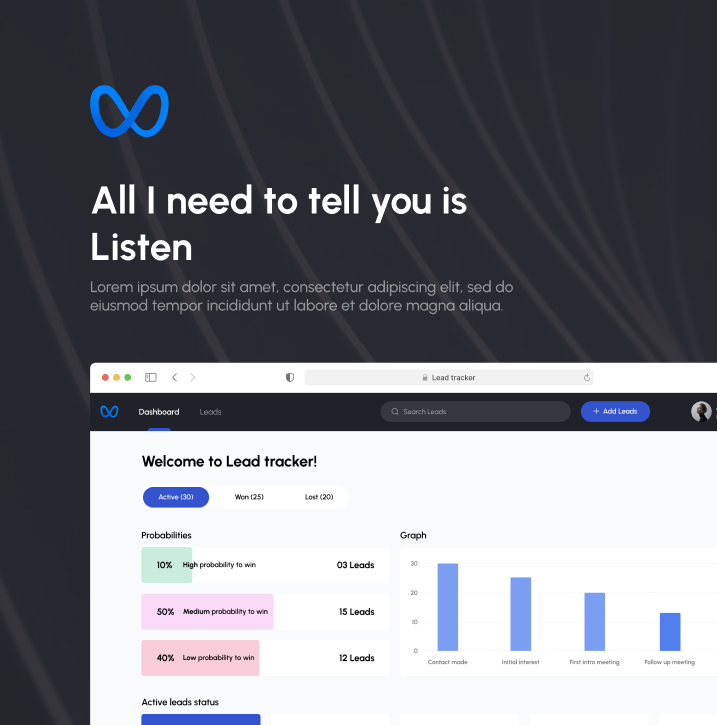 All I need to tell you is
Listen
Lorem ipsum dolor sit amet, consectetur adipiscing elit, sed do
eiusmod tempor incididunt ut labore et dolore magna aliqua.
Lead tracker
Dashboard Leads Search Leads + Add Leads
Welcome to Lead tracker!
Active (30) Won (25) Lost (20)
Probabilities
10% High probability to win 03 Leads
50% Medium probability to win 15 Leads
40% Low probability to win 12 Leads
Graph
30
20
10
0
Contact made Initial interest First intro meeting Follow up meeting
Active leads status